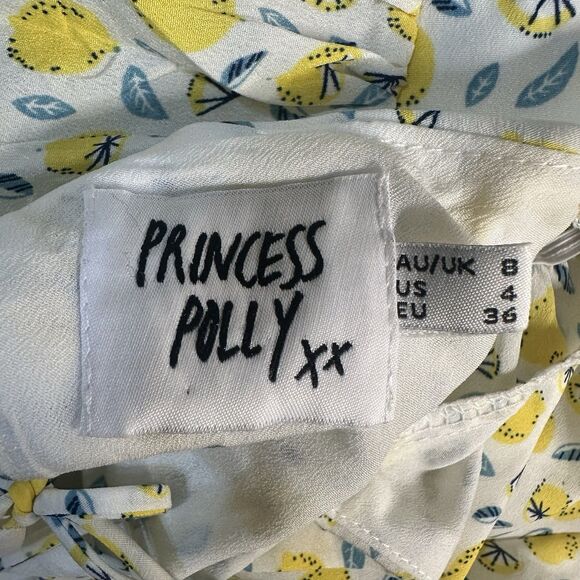 PRINCESS
POLLY xx
AU/UK 8
US 4
EU 36